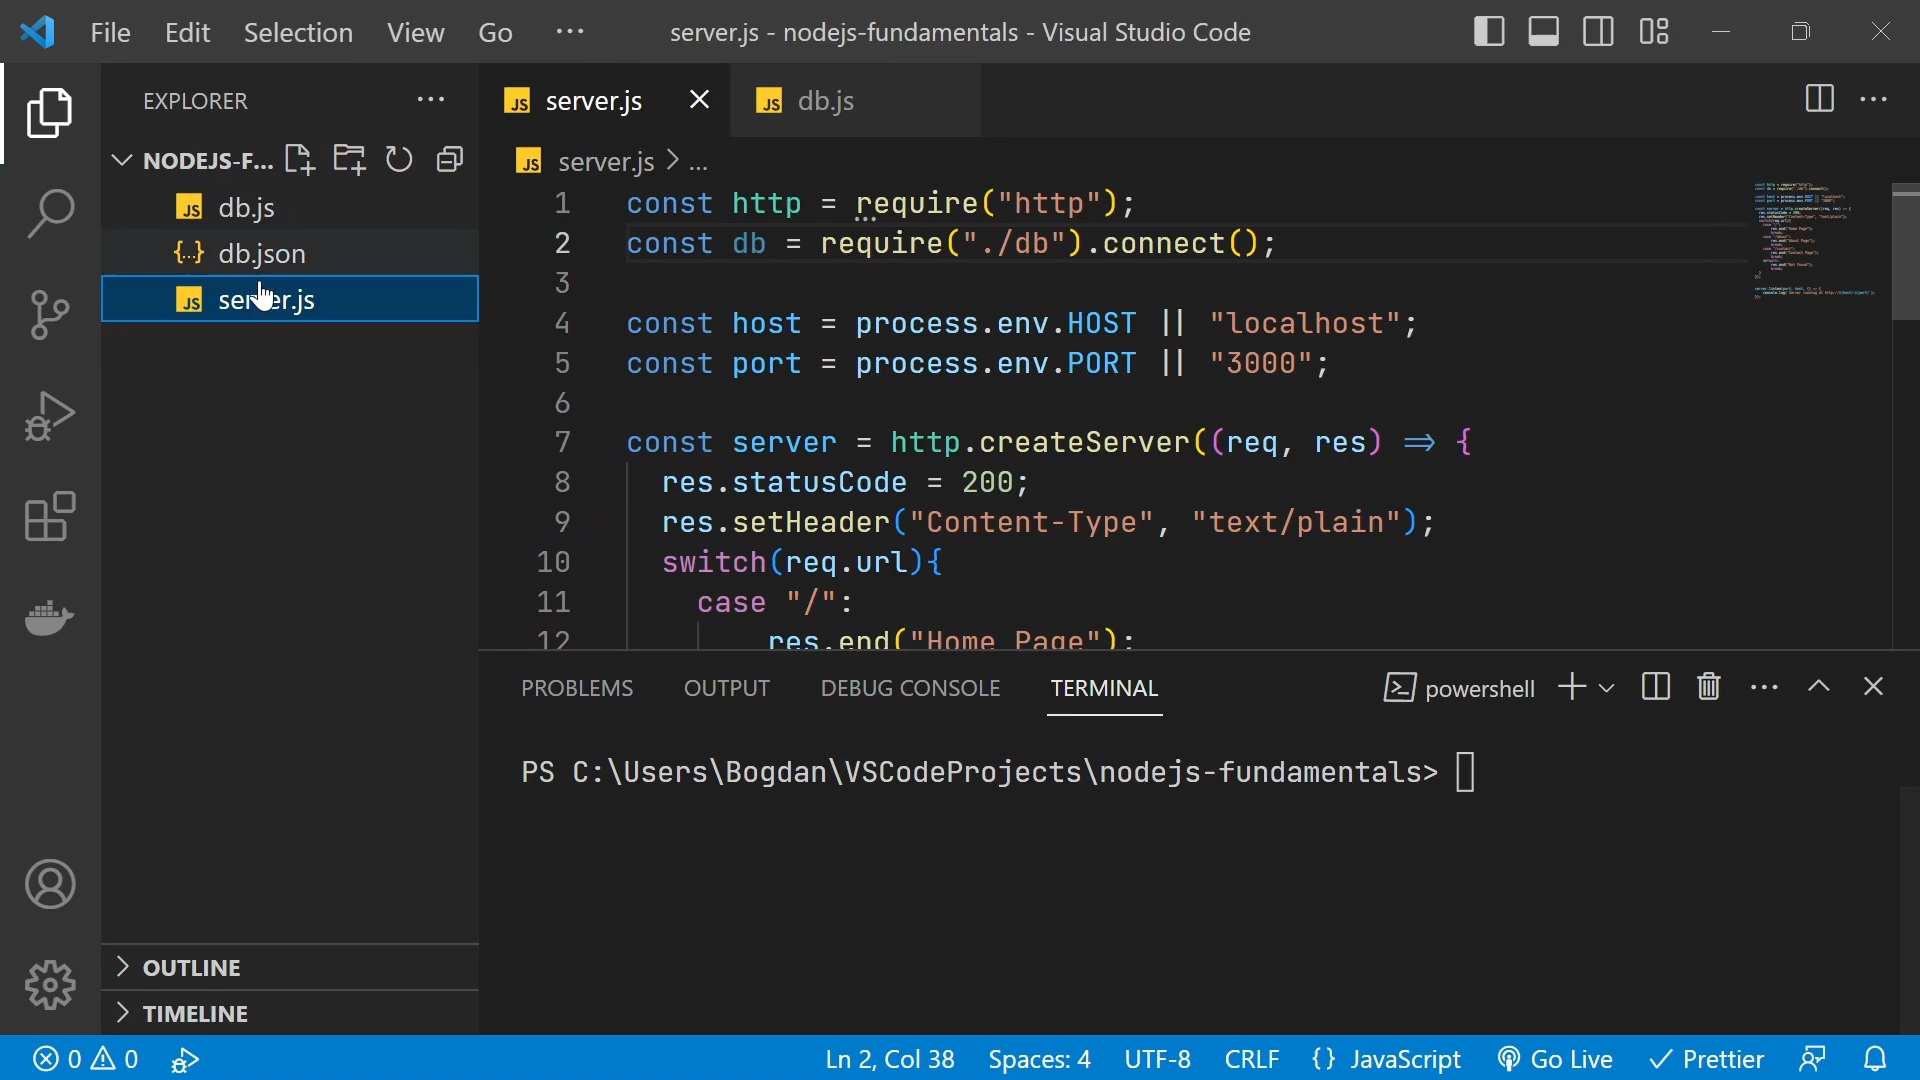 File Edit Selection View Go ···
server.js - nodejs-fundamentals - Visual Studio Code
EXPLORER
NODEJS-F...
JS db.js
{..} db.json
JS server.js
OUTLINE
TIMELINE
JS server.js
JS db.js
JS server.js > ...
1 const http = require("http");
2 const db = require("./db").connect();
3
4 const host = process.env.HOST || "localhost";
5 const port = process.env.PORT || "3000";
6
7 const server = http.createServer((req, res) ⇒ {
8 res.statusCode = 200;
9 res.setHeader("Content-Type", "text/plain");
10 switch(req.url){
11 case "/":
12 res.end("Home Page");
PROBLEMS OUTPUT DEBUG CONSOLE TERMINAL
powershell
PS C:\Users\Bogdan\VSCodeProjects\nodejs-fundamentals>
0 0
Ln 2, Col 38 Spaces: 4 UTF-8 CRLF {} JavaScript Go Live Prettier